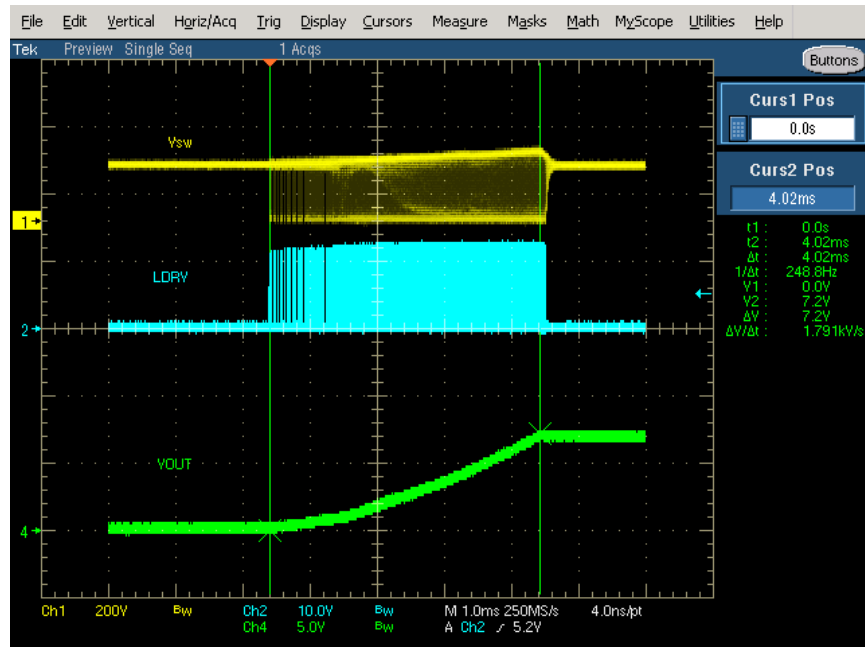 File Edit Vertical Horiz/Acq Trig Display Cursors Measure Masks Math MyScope Utilities Help
Tek Preview Single Seq 1 Acqs
Buttons
Curs1 Pos
0.0s
Curs2 Pos
4.02ms
t1 : 0.0s
t2 : 4.02ms
Δt : 4.02ms
1/Δt : 248.8Hz
V1 : 0.0V
V2 : 7.2V
ΔV : 7.2V
ΔV/Δt : 1.791kV/s
Vsw
1
LDRV
2
VOUT
4
Ch1 200V Bw Ch2 10.0V Bw M 1.0ms 250MS/s 4.0ns/pt
Ch4 5.0V Bw A Ch2 / 5.2V